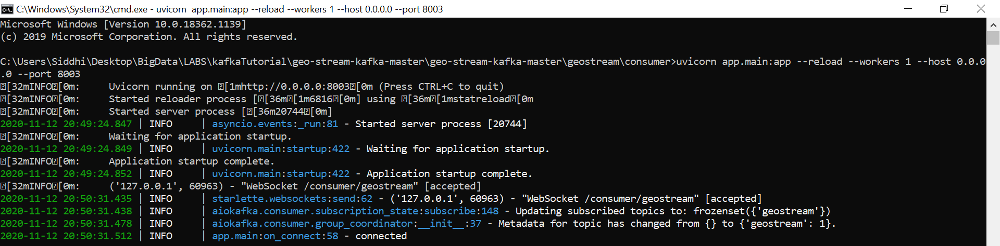 C:\Windows\System32\cmd.exe - uvicorn  app.main:app --reload --workers 1 --host 0.0.0.0 --port 8003
Microsoft Windows [Version 10.0.18362.1139]
(c) 2019 Microsoft Corporation. All rights reserved.
C:\Users\Siddhi\Desktop\BigData\LABS\kafkaTutorial\geo-stream-kafka-master\geo-stream-kafka-master\geostream\consumer>uvicorn app.main:app --reload --workers 1 --host 0.0.0
.0 --port 8003
⍰[32mINFO⍰[0m:     Uvicorn running on ⍰[1mhttp://0.0.0.0:8003⍰[0m (Press CTRL+C to quit)
⍰[32mINFO⍰[0m:     Started reloader process [⍰[36m⍰[1m6816⍰[0m] using ⍰[36m⍰[1mstatreload⍰[0m
⍰[32mINFO⍰[0m:     Started server process [⍰[36m20744⍰[0m]
2020-11-12 20:49:24.847 | INFO     | asyncio.events:_run:81 - Started server process [20744]
⍰[32mINFO⍰[0m:     Waiting for application startup.
2020-11-12 20:49:24.849 | INFO     | uvicorn.main:startup:422 - Waiting for application startup.
⍰[32mINFO⍰[0m:     Application startup complete.
2020-11-12 20:49:24.852 | INFO     | uvicorn.main:startup:422 - Application startup complete.
⍰[32mINFO⍰[0m:     ('127.0.0.1', 60963) - "WebSocket /consumer/geostream" [accepted]
2020-11-12 20:50:31.435 | INFO     | starlette.websockets:send:62 - ('127.0.0.1', 60963) - "WebSocket /consumer/geostream" [accepted]
2020-11-12 20:50:31.438 | INFO     | aiokafka.consumer.subscription_state:subscribe:148 - Updating subscribed topics to: frozenset({'geostream'})
2020-11-12 20:50:31.478 | INFO     | aiokafka.consumer.group_coordinator:__init__:37 - Metadata for topic has changed from {} to {'geostream': 1}.
2020-11-12 20:50:31.512 | INFO     | app.main:on_connect:58 - connected